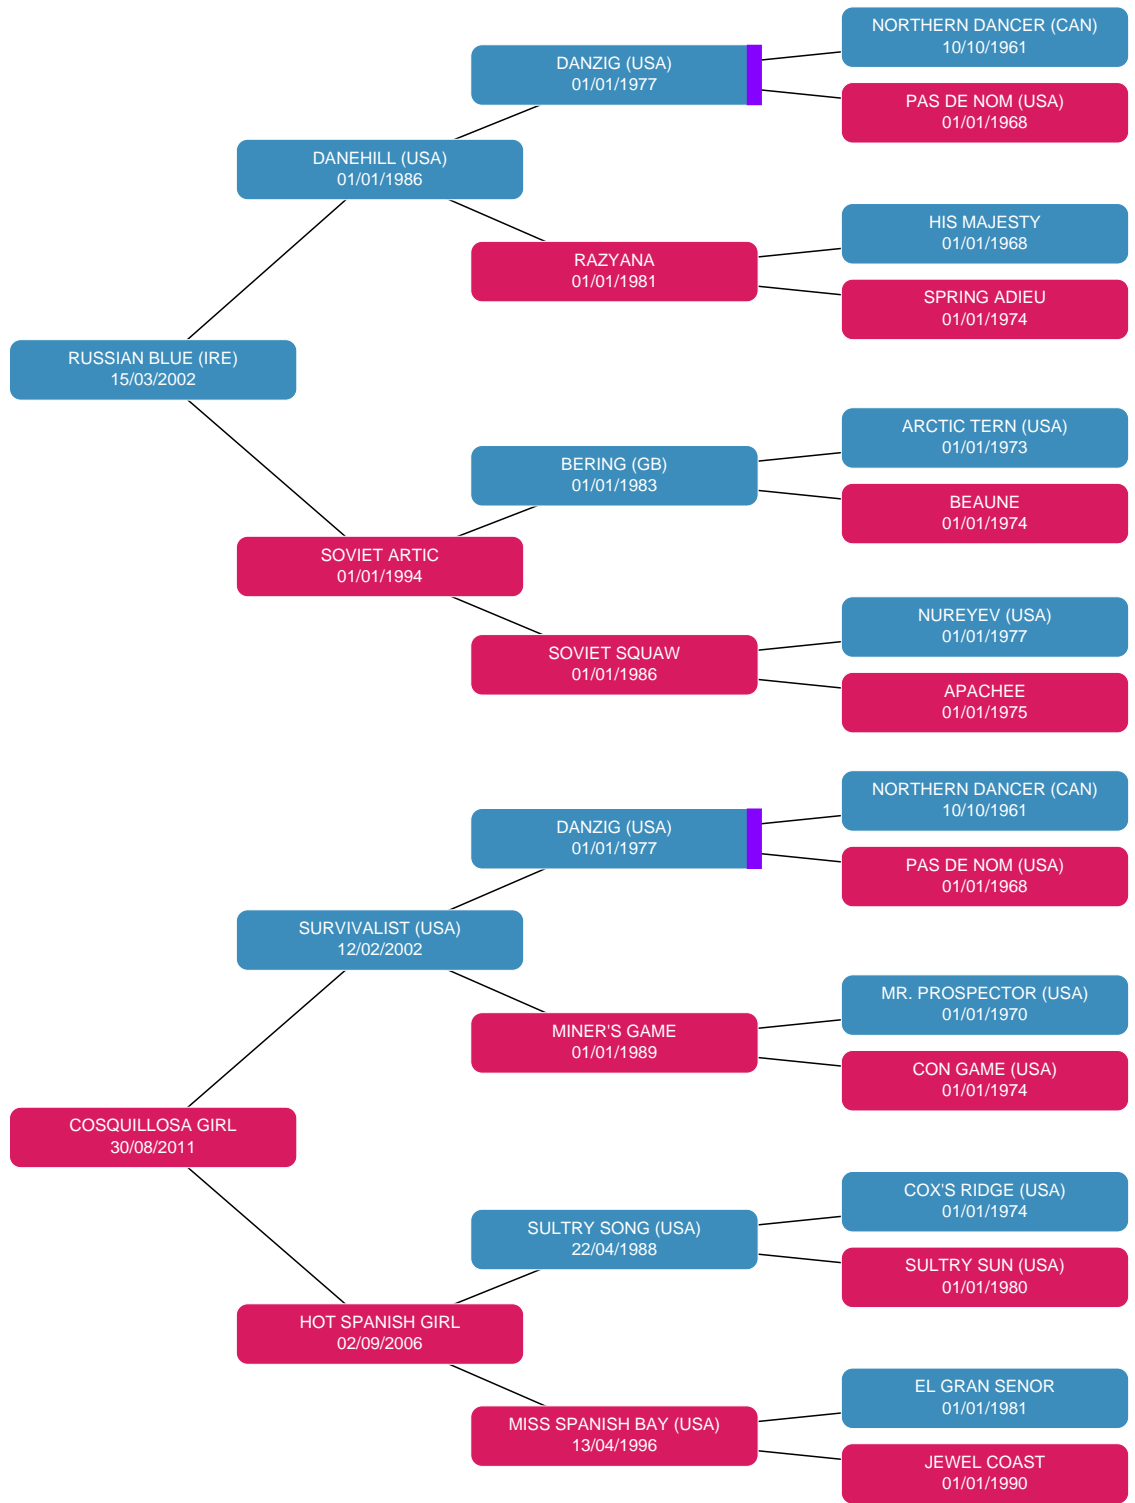 NORTHERN DANCER (CAN)
10/10/1961
DANZIG (USA)
01/01/1977
PAS DE NOM (USA)
01/01/1968
DANEHILL (USA)
01/01/1986
HIS MAJESTY
01/01/1968
RAZYANA
01/01/1981
SPRING ADIEU
01/01/1974
RUSSIAN BLUE (IRE)
15/03/2002
ARCTIC TERN (USA)
01/01/1973
BERING (GB)
01/01/1983
BEAUNE
01/01/1974
SOVIET ARTIC
01/01/1994
NUREYEV (USA)
01/01/1977
SOVIET SQUAW
01/01/1986
APACHEE
01/01/1975
NORTHERN DANCER (CAN)
10/10/1961
DANZIG (USA)
01/01/1977
PAS DE NOM (USA)
01/01/1968
SURVIVALIST (USA)
12/02/2002
MR. PROSPECTOR (USA)
01/01/1970
MINER'S GAME
01/01/1989
CON GAME (USA)
01/01/1974
COSQUILLOSA GIRL
30/08/2011
COX'S RIDGE (USA)
01/01/1974
SULTRY SONG (USA)
22/04/1988
SULTRY SUN (USA)
01/01/1980
HOT SPANISH GIRL
02/09/2006
EL GRAN SENOR
01/01/1981
MISS SPANISH BAY (USA)
13/04/1996
JEWEL COAST
01/01/1990